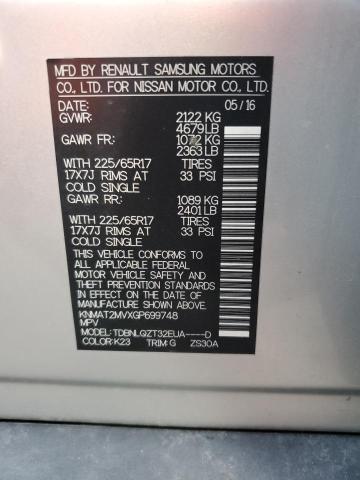 MFD BY RENAULT SAMSUNG MOTORS
CO., LTD. FOR NISSAN MOTOR CO., LTD.
DATE: 05/16
GVWR: 2122 KG
4679LB
GAWR FR: 1072 KG
2363LB
WITH 225/65R17 TIRES
17X7J RIMS AT 33 PSI
COLD SINGLE
GAWR RR: 1089 KG
2401LB
WITH 225/65R17 TIRES
17X7J RIMS AT 33 PSI
COLD SINGLE
THIS VEHICLE CONFORMS TO ALL
APPLICABLE FEDERAL
MOTOR VEHICLE SAFETY, BUMPER,
AND THEFT PREVENTION STANDARDS
IN EFFECT ON THE DATE OF
MANUFACTURE SHOWN ABOVE.
KNMAT2MVXGP699748
MPV
MODEL: TDBNLQZT32EUA----D
COLOR: K23 TRIM: G ZS30A